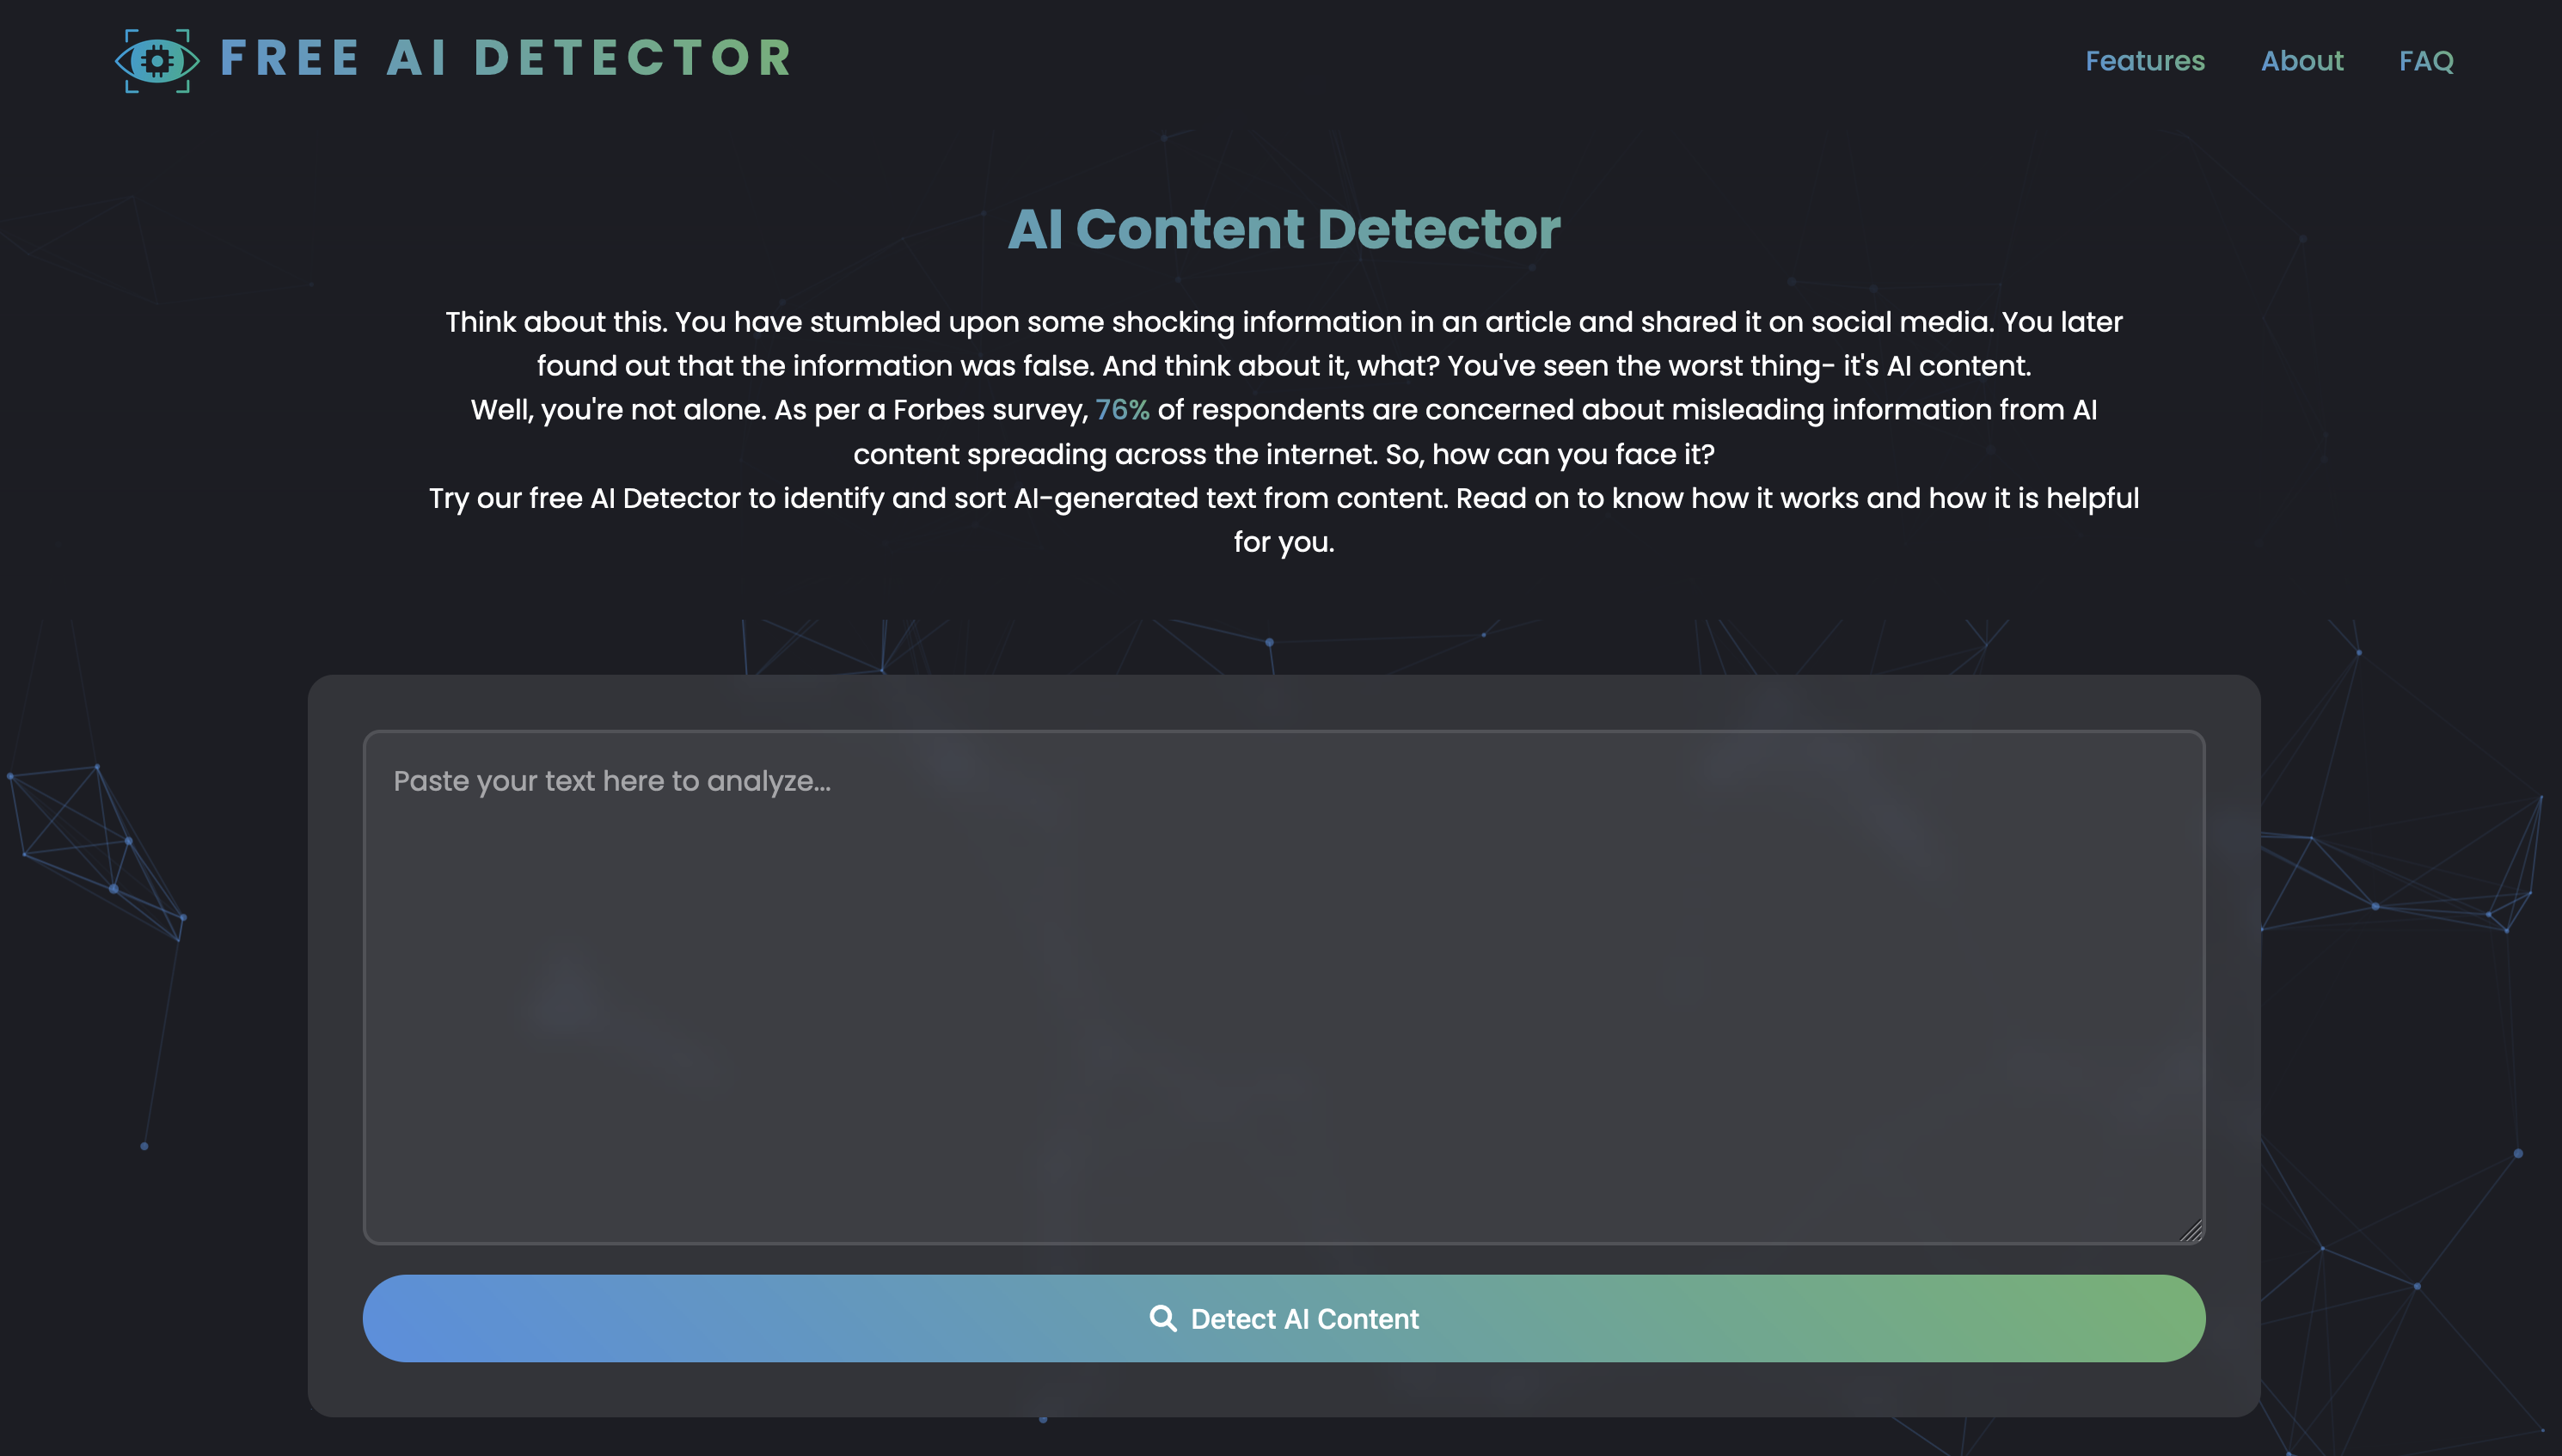 FREE AI DETECTOR
Features
About
FAQ
AI Content Detector
Think about this. You have stumbled upon some shocking information in an article and shared it on social media. You later
found out that the information was false. And think about it, what? You've seen the worst thing- it's AI content.
Well, you're not alone. As per a Forbes survey, 76% of respondents are concerned about misleading information from AI
content spreading across the internet. So, how can you face it?
Try our free AI Detector to identify and sort AI-generated text from content. Read on to know how it works and how it is helpful
for you.
Paste your text here to analyze...
Detect AI Content